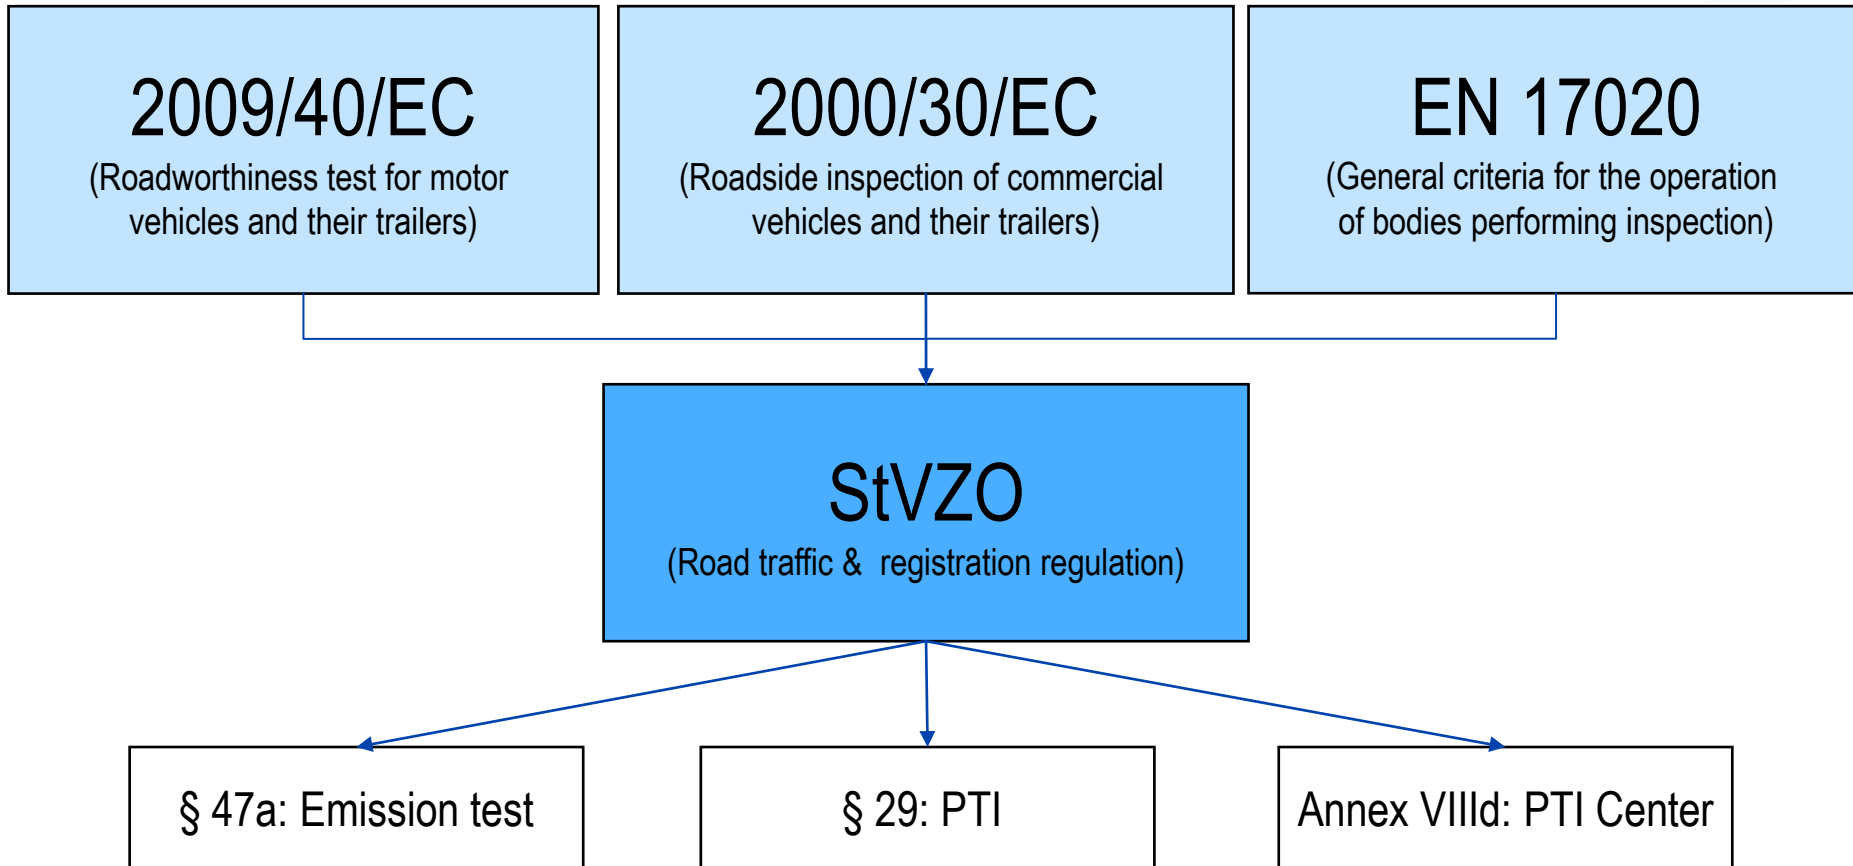 2009/40/EC
(Roadworthiness test for motor
vehicles and their trailers)
2000/30/EC
(Roadside inspection of commercial
vehicles and their trailers)
EN 17020
(General criteria for the operation
of bodies performing inspection)
StVZO
(Road traffic &  registration regulation)
§ 47a: Emission test
§ 29: PTI
Annex VIIId: PTI Center